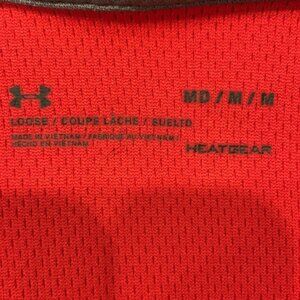 MD / M / M
LOOSE / COUPE LACHE / SUELTO
MADE IN VIETNAM / FABRIQUÉ AU VIETNAM /
HECHO EN VIETNAM
HEATGEAR